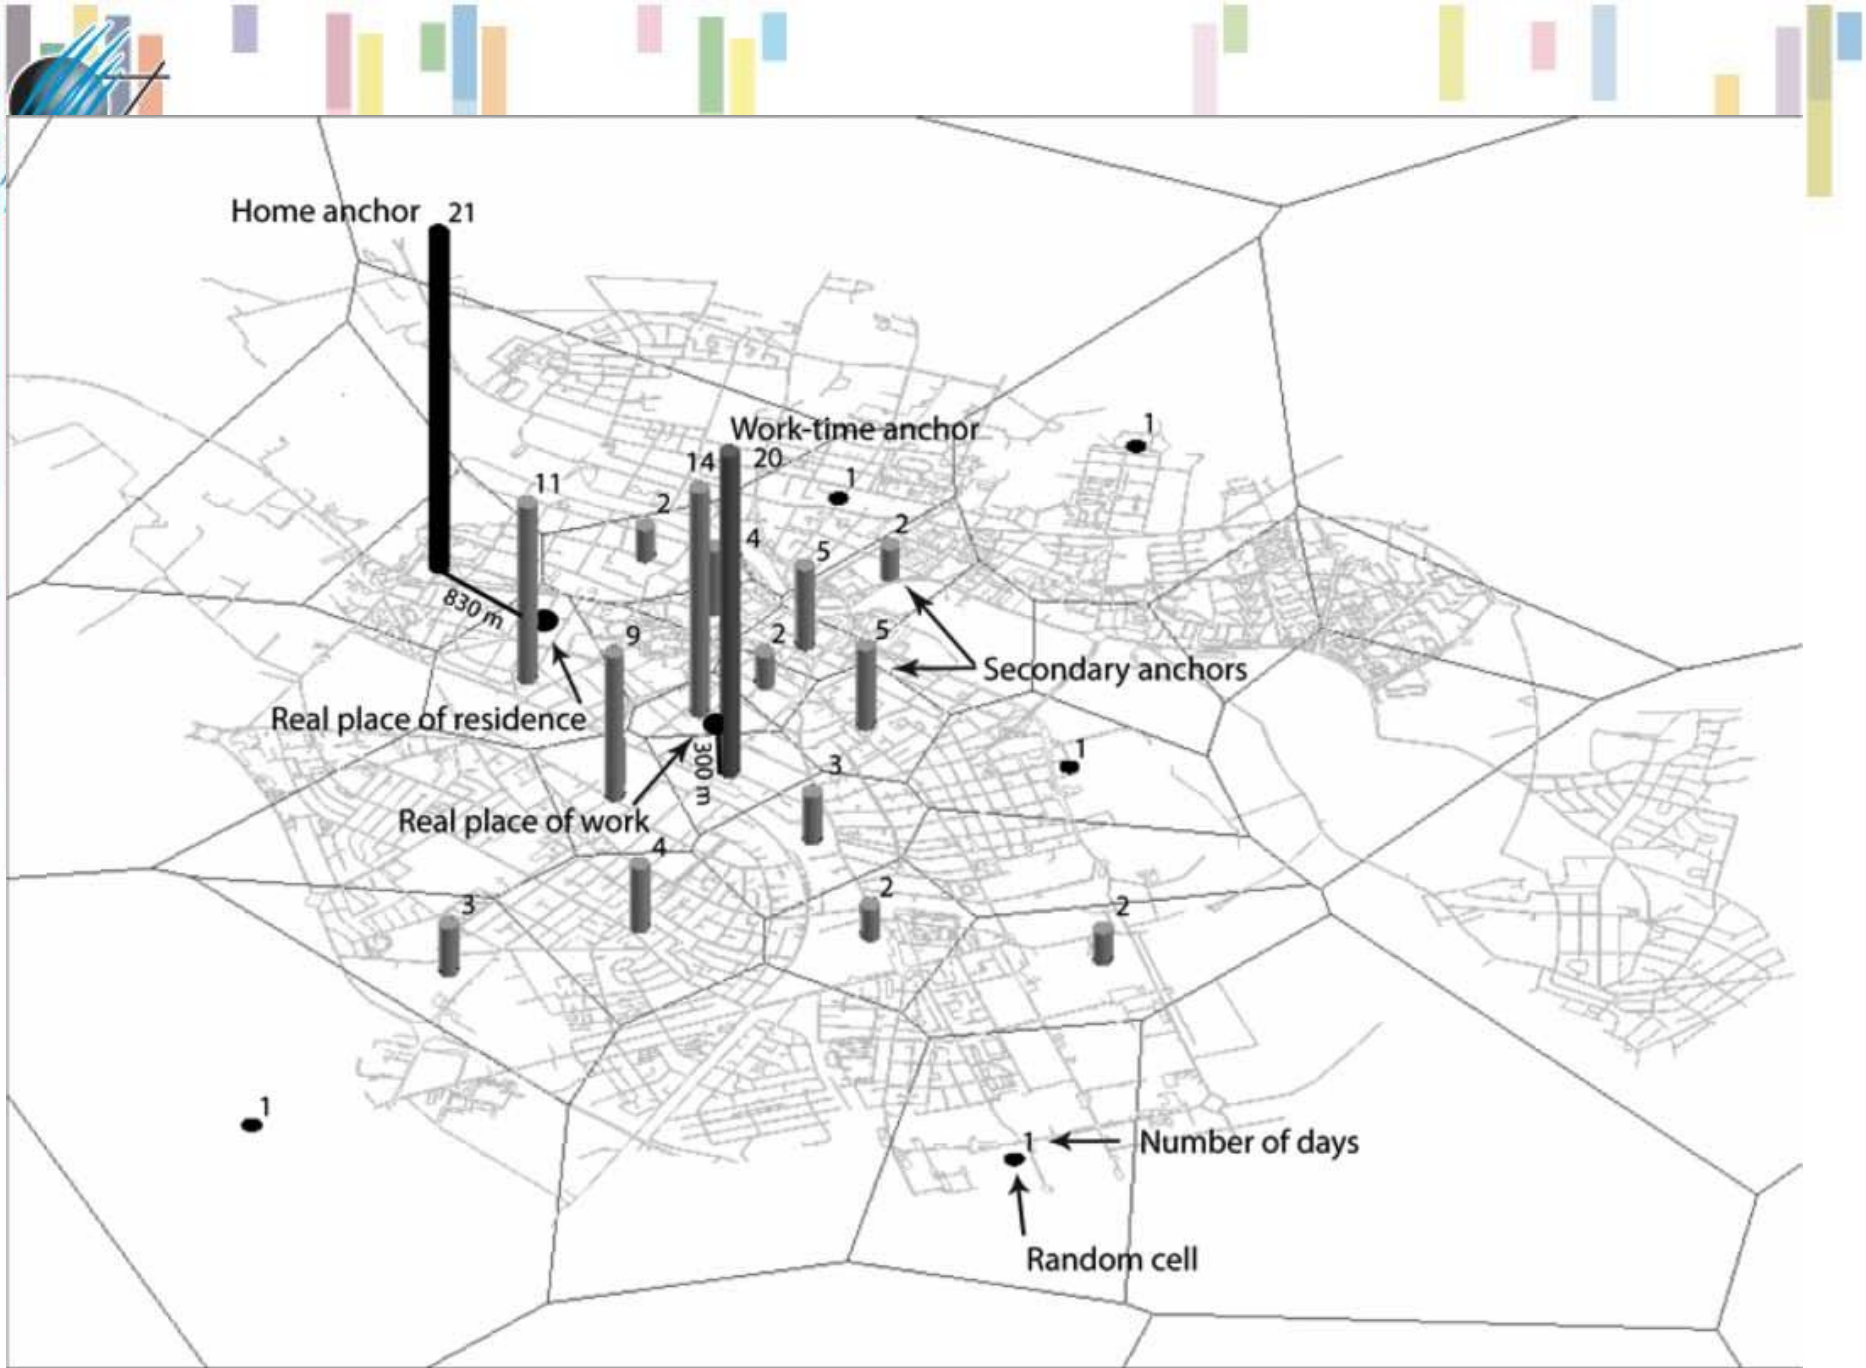 Home anchor 21
Work-time anchor
1
14 20
11
1
2
4
2
5
830 m
9
2
5
Secondary anchors
Real place of residence
300 m
1
3
Real place of work
4
2
3
2
1
1
Number of days
Random cell